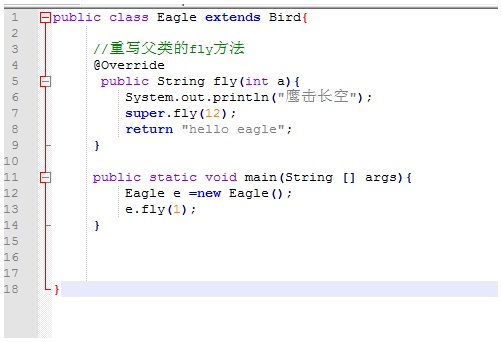 1 public class Eagle extends Bird{
2
3 //重写父类的fly方法
4 @Override
5 public String fly(int a){
6 System.out.println("鹰击长空");
7 super.fly(12);
8 return "hello eagle";
9 }
10
11 public static void main(String [] args){
12 Eagle e =new Eagle();
13 e.fly(1);
14 }
15
16
17
18 }